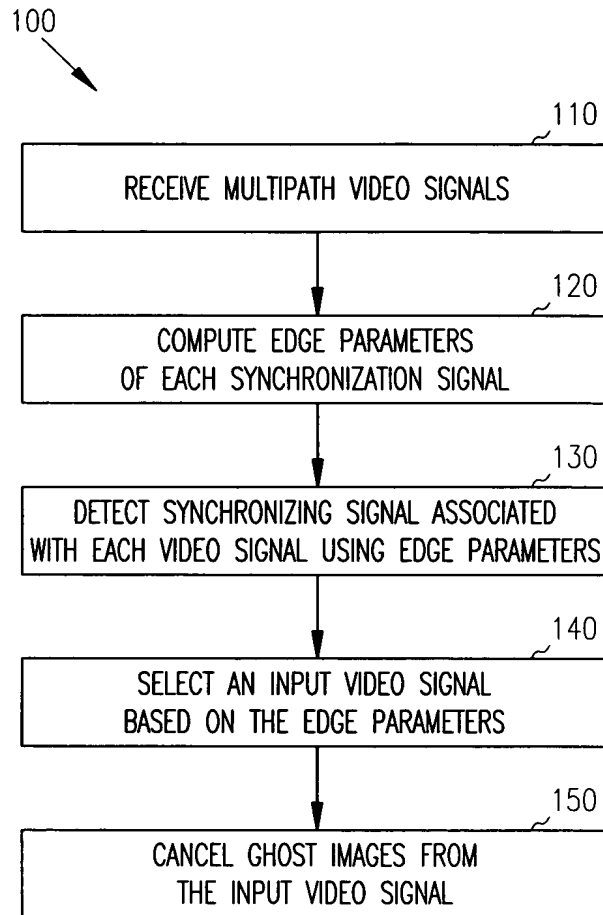 100
110
RECEIVE MULTIPATH VIDEO SIGNALS
120
COMPUTE EDGE PARAMETERS
OF EACH SYNCHRONIZATION SIGNAL
130
DETECT SYNCHRONIZING SIGNAL ASSOCIATED
WITH EACH VIDEO SIGNAL USING EDGE PARAMETERS
140
SELECT AN INPUT VIDEO SIGNAL
BASED ON THE EDGE PARAMETERS
150
CANCEL GHOST IMAGES FROM
THE INPUT VIDEO SIGNAL